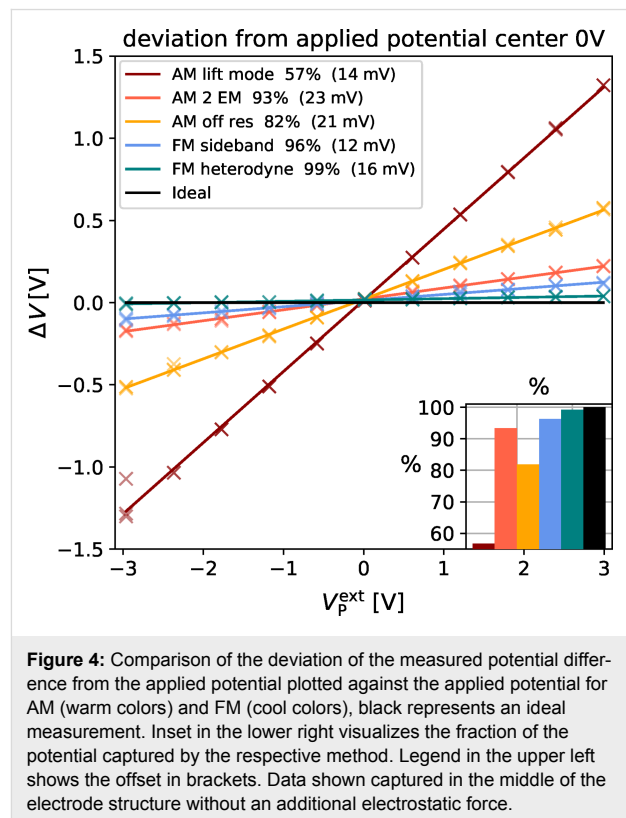 deviation from applied potential center 0V
AM lift mode 57% (14 mV)
AM 2 EM 93% (23 mV)
AM off res 82% (21 mV)
FM sideband 96% (12 mV)
FM heterodyne 99% (16 mV)
Ideal
1.5
1.0
0.5
0.0
−0.5
−1.0
−1.5
ΔV [V]
%
100
90
80
70
60
%
−3 −2 −1 0 1 2 3
V_P^ext [V]
Figure 4: Comparison of the deviation of the measured potential differ-
ence from the applied potential plotted against the applied potential for
AM (warm colors) and FM (cool colors), black represents an ideal
measurement. Inset in the lower right visualizes the fraction of the
potential captured by the respective method. Legend in the upper left
shows the offset in brackets. Data shown captured in the middle of the
electrode structure without an additional electrostatic force.